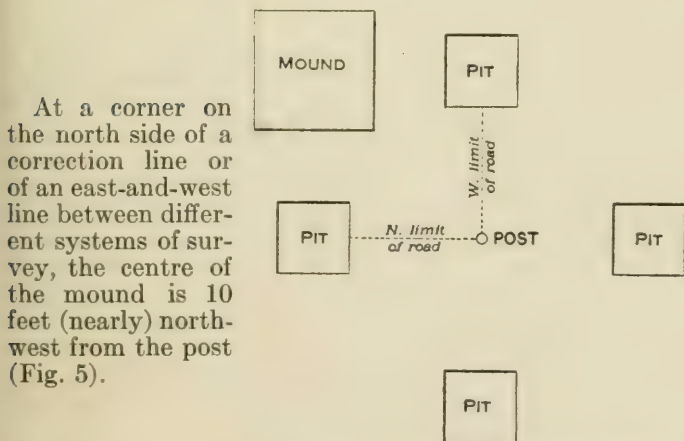 At a corner on
the north side of a
correction line or
of an east-and-west
line between differ-
ent systems of sur-
vey, the centre of
the mound is 10
feet (nearly) north-
west from the post
(Fig. 5).
MOUND
PIT
W. limit
of road
PIT
N. limit
of road
POST
PIT
PIT